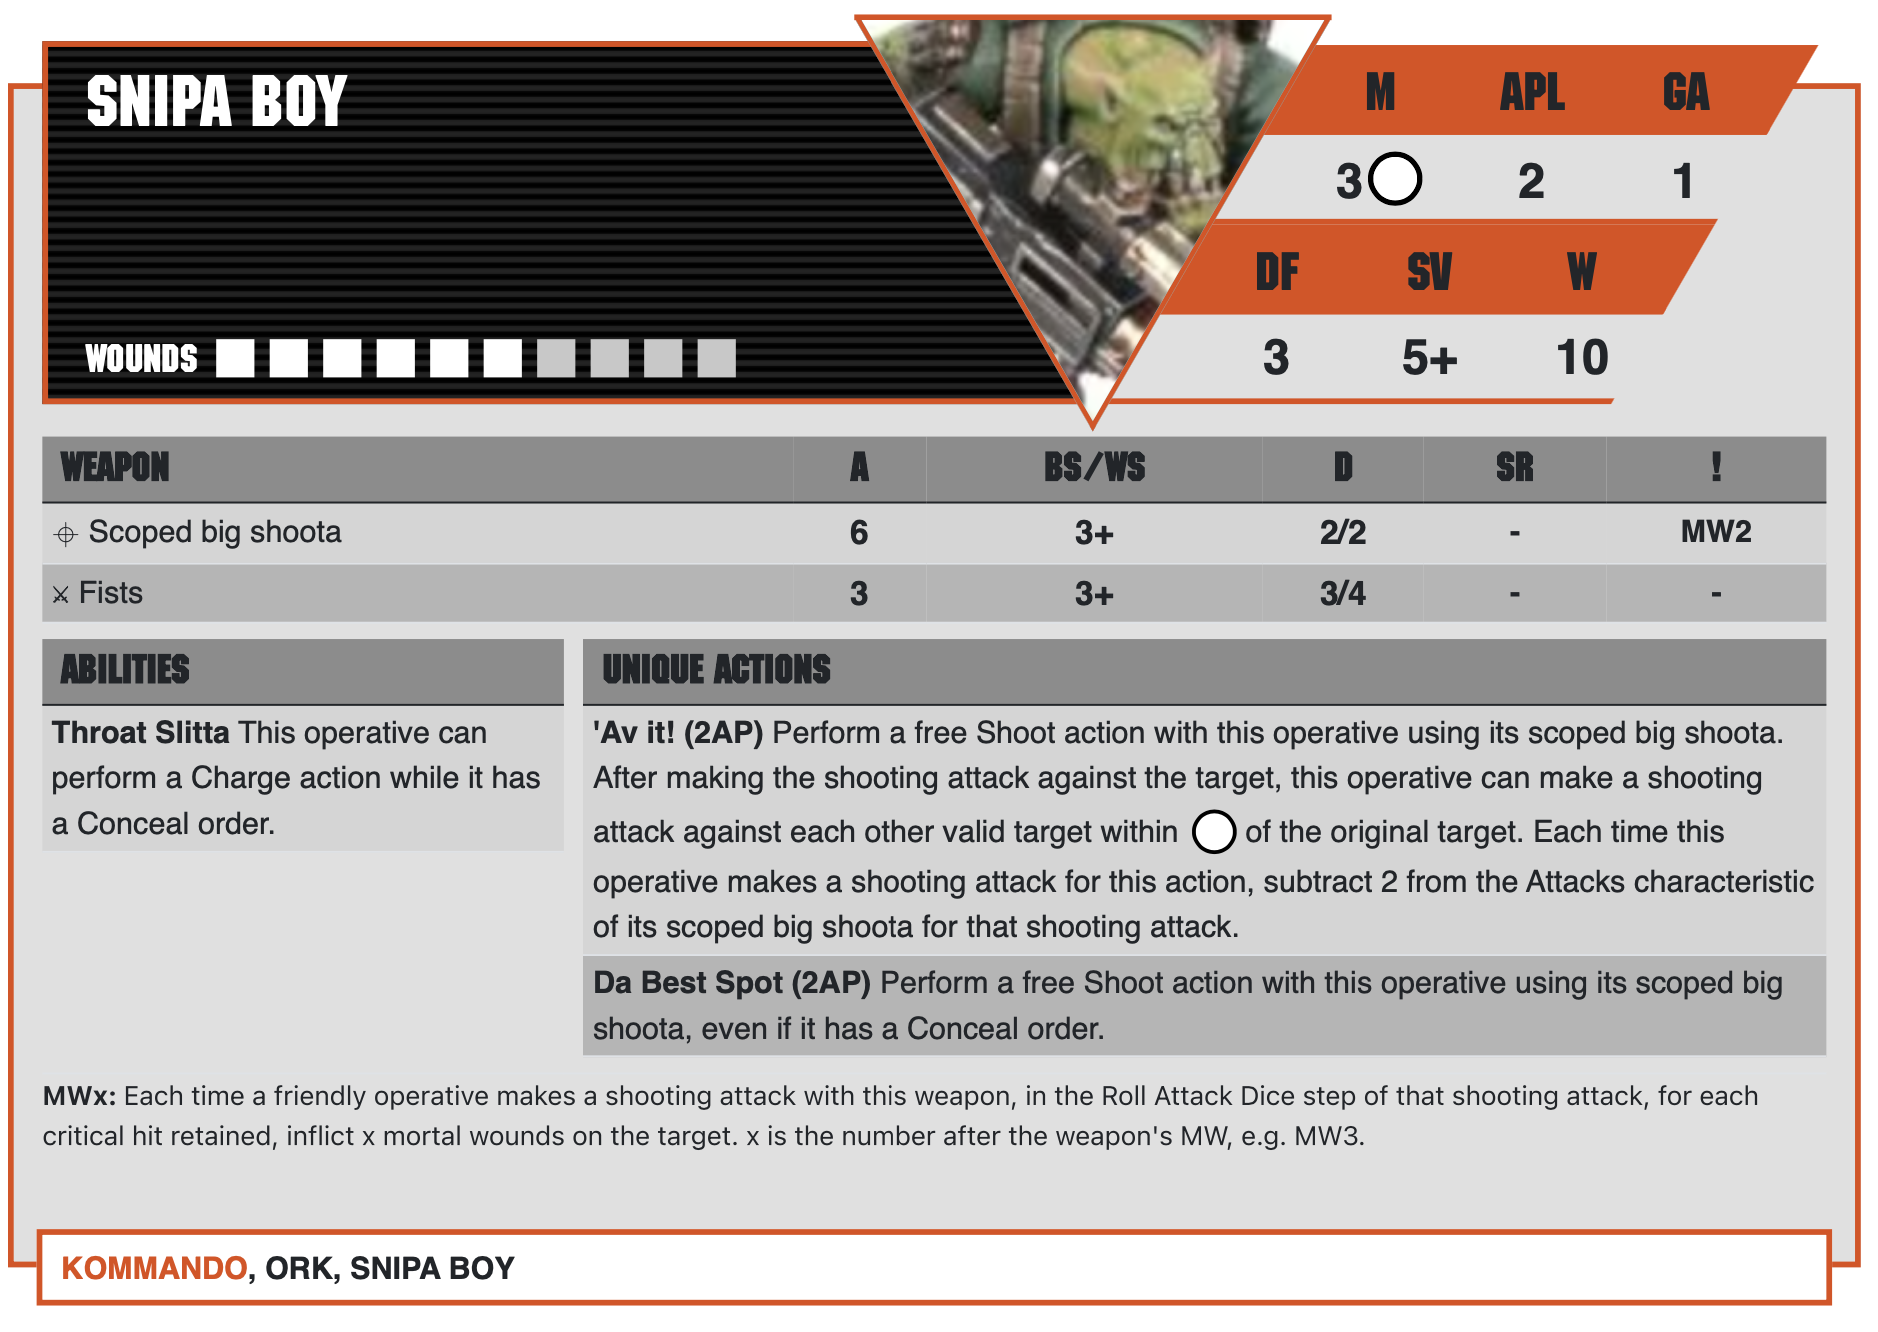 SNIPA BOY
M APL GA
3 2 1
DF SV W
3 5+ 10
WOUNDS
WEAPON A BS/WS D SR !
Scoped big shoota 6 3+ 2/2 - MW2
Fists 3 3+ 3/4 - -
ABILITIES
Throat Slitta This operative can
perform a Charge action while it has
a Conceal order.
UNIQUE ACTIONS
'Av it! (2AP) Perform a free Shoot action with this operative using its scoped big shoota.
After making the shooting attack against the target, this operative can make a shooting
attack against each other valid target within of the original target. Each time this
operative makes a shooting attack for this action, subtract 2 from the Attacks characteristic
of its scoped big shoota for that shooting attack.
Da Best Spot (2AP) Perform a free Shoot action with this operative using its scoped big
shoota, even if it has a Conceal order.
MWx: Each time a friendly operative makes a shooting attack with this weapon, in the Roll Attack Dice step of that shooting attack, for each
critical hit retained, inflict x mortal wounds on the target. x is the number after the weapon's MW, e.g. MW3.
KOMMANDO, ORK, SNIPA BOY